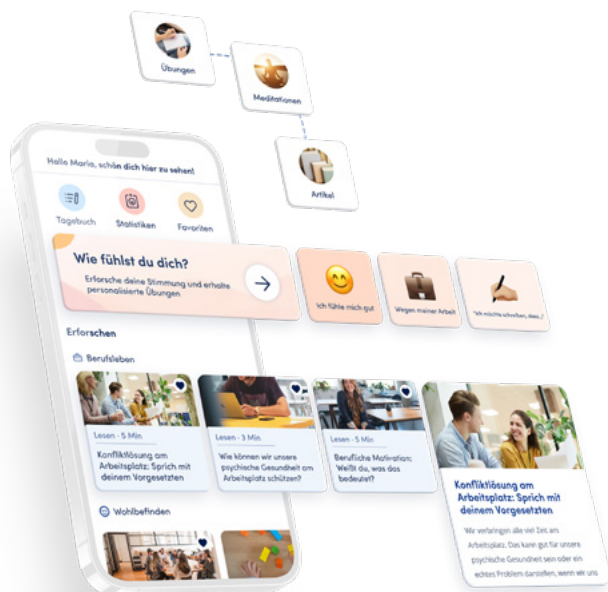 Übungen
Meditationen
Artikel
Hallo Maria, schön dich hier zu sehen!
Tagebuch
Statistiken
Favoriten
Wie fühlst du dich?
Erforsche deine Stimmung und erhalte
personalisierte Übungen
Ich fühle mich gut
Wegen meiner Arbeit
"Ich möchte schreiben, dass..."
Erforschen
Berufsleben
Lesen - 5 Min
Konfliktlösung am
Arbeitsplatz: Sprich mit
deinem Vorgesetzten
Lesen - 3 Min
Wie können wir unsere
psychische Gesundheit am
Arbeitsplatz schützen?
Lesen - 5 Min
Berufliche Motivation:
Weißt du, was das
bedeutet?
Konfliktlösung am
Arbeitsplatz: Sprich mit
deinem Vorgesetzten
Wir verbringen alle viel Zeit am
Arbeitsplatz. Das kann gut für unsere
psychische Gesundheit sein oder ein
echtes Problem darstellen, wenn wir uns
Wohlbefinden